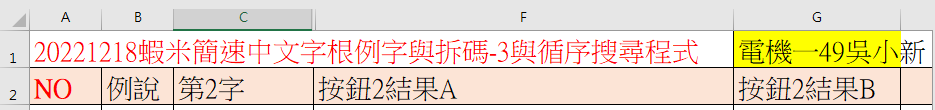 A B C F G
1 20221218蝦米簡速中文字根例字與拆碼-3與循序搜尋程式 電機一49吳小新
2 NO 例說 第2字 按鈕2結果A 按鈕2結果B